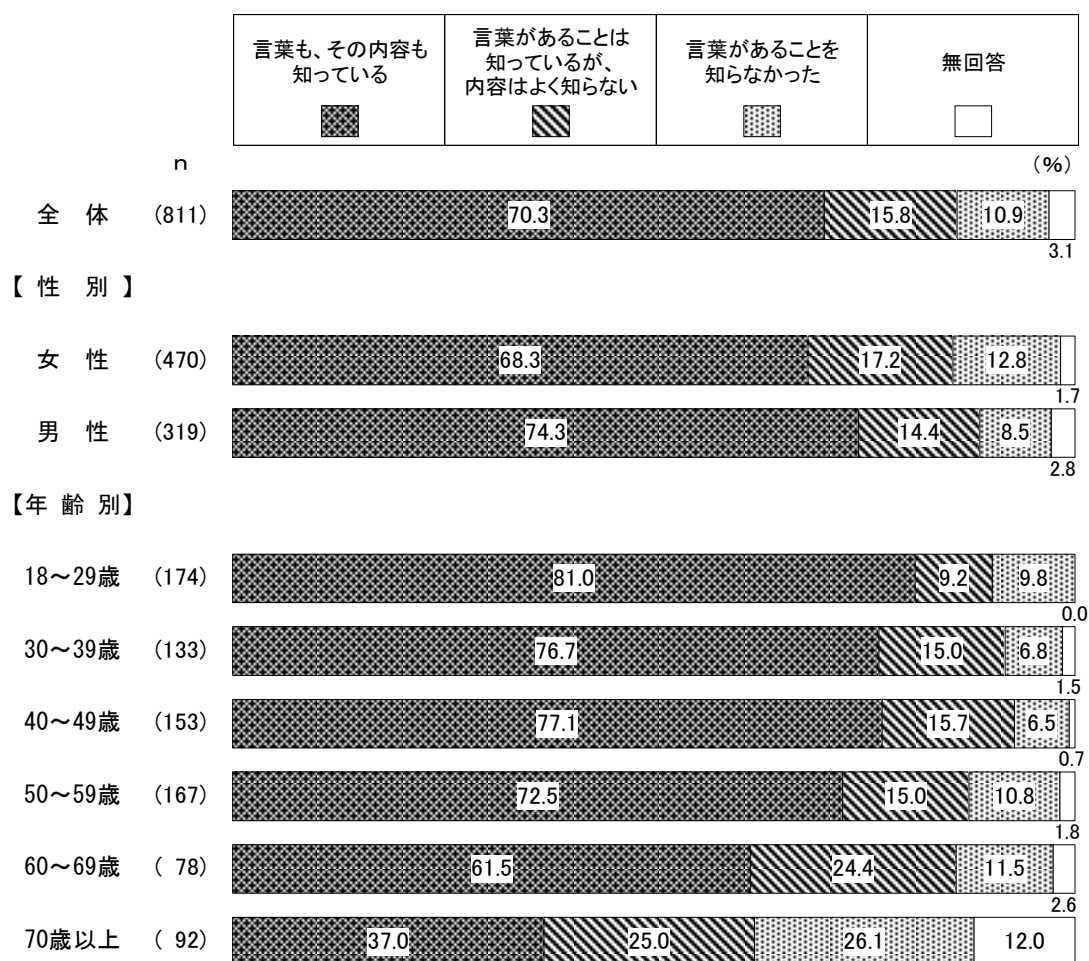 言葉も、その内容も
知っている
言葉があることは
知っているが、
内容はよく知らない
言葉があることを
知らなかった
無回答
n
(%)
全 体 (811) 70.3 15.8 10.9
3.1
【 性 別 】
女 性 (470) 68.3 17.2 12.8
1.7
男 性 (319) 74.3 14.4 8.5
2.8
【年 齢 別】
18～29歳 (174) 81.0 9.2 9.8
0.0
30～39歳 (133) 76.7 15.0 6.8
1.5
40～49歳 (153) 77.1 15.7 6.5
0.7
50～59歳 (167) 72.5 15.0 10.8
1.8
60～69歳 ( 78) 61.5 24.4 11.5
2.6
70歳以上 ( 92) 37.0 25.0 26.1 12.0